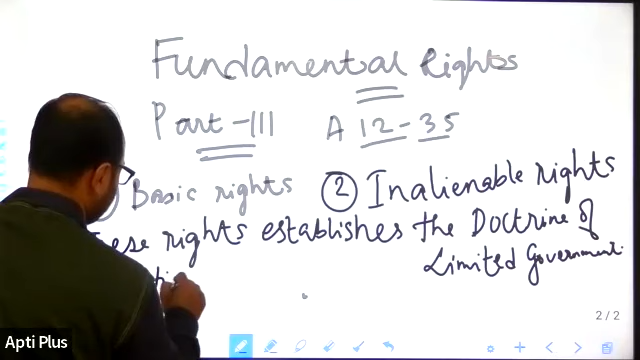 Fundamental Rights
Part-III A 12-35
Basic rights ② Inalienable rights
rights establishes the Doctrine of
Limited Government.
2/2
Apti Plus